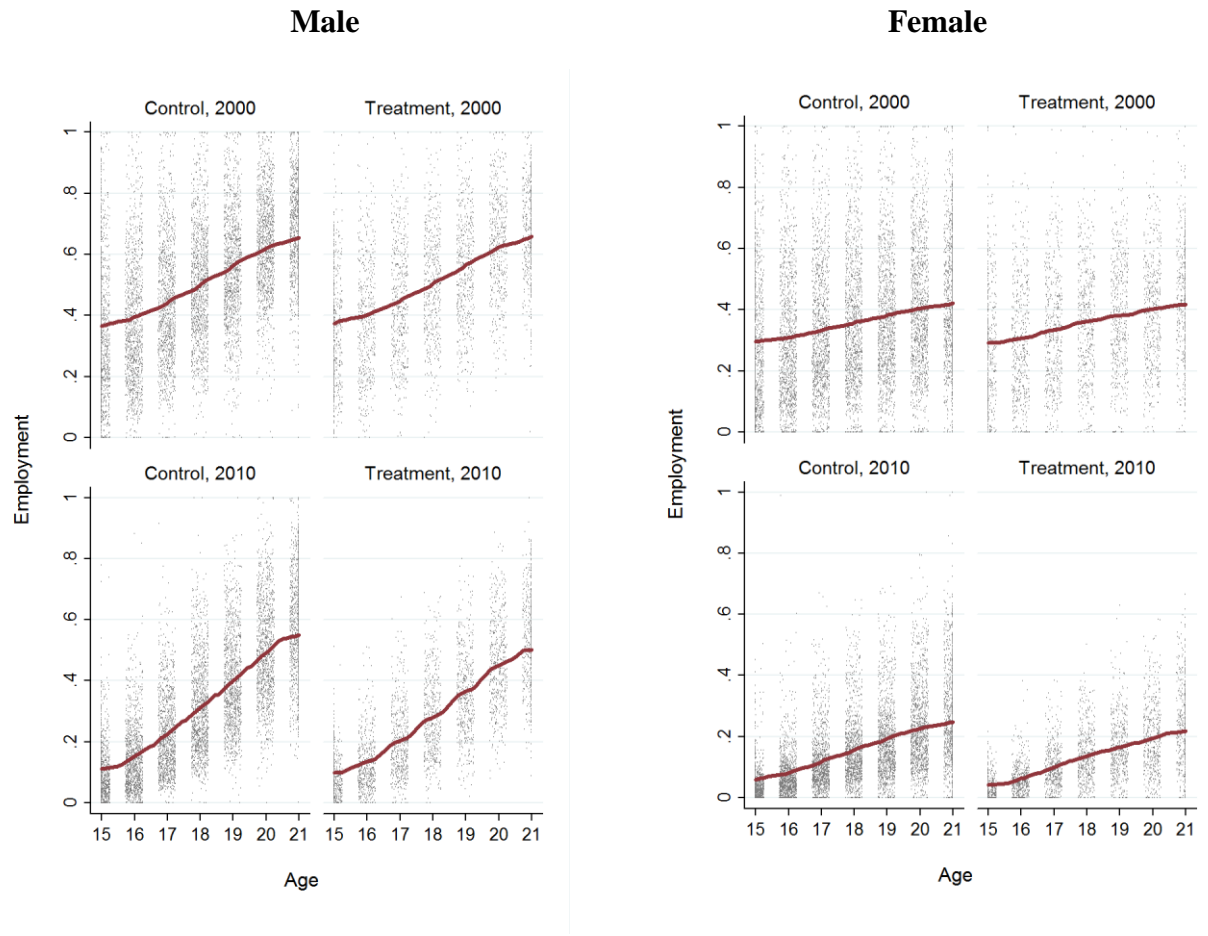 Male
Control, 2000
Treatment, 2000
1
.8
.6
.4
.2
0
Control, 2010
Treatment, 2010
1
.8
.6
.4
.2
0
15 16 17 18 19 20 21
15 16 17 18 19 20 21
Employment
Age
Female
Control, 2000
Treatment, 2000
1
.8
.6
.4
.2
0
Control, 2010
Treatment, 2010
1
.8
.6
.4
.2
0
15 16 17 18 19 20 21
15 16 17 18 19 20 21
Employment
Age